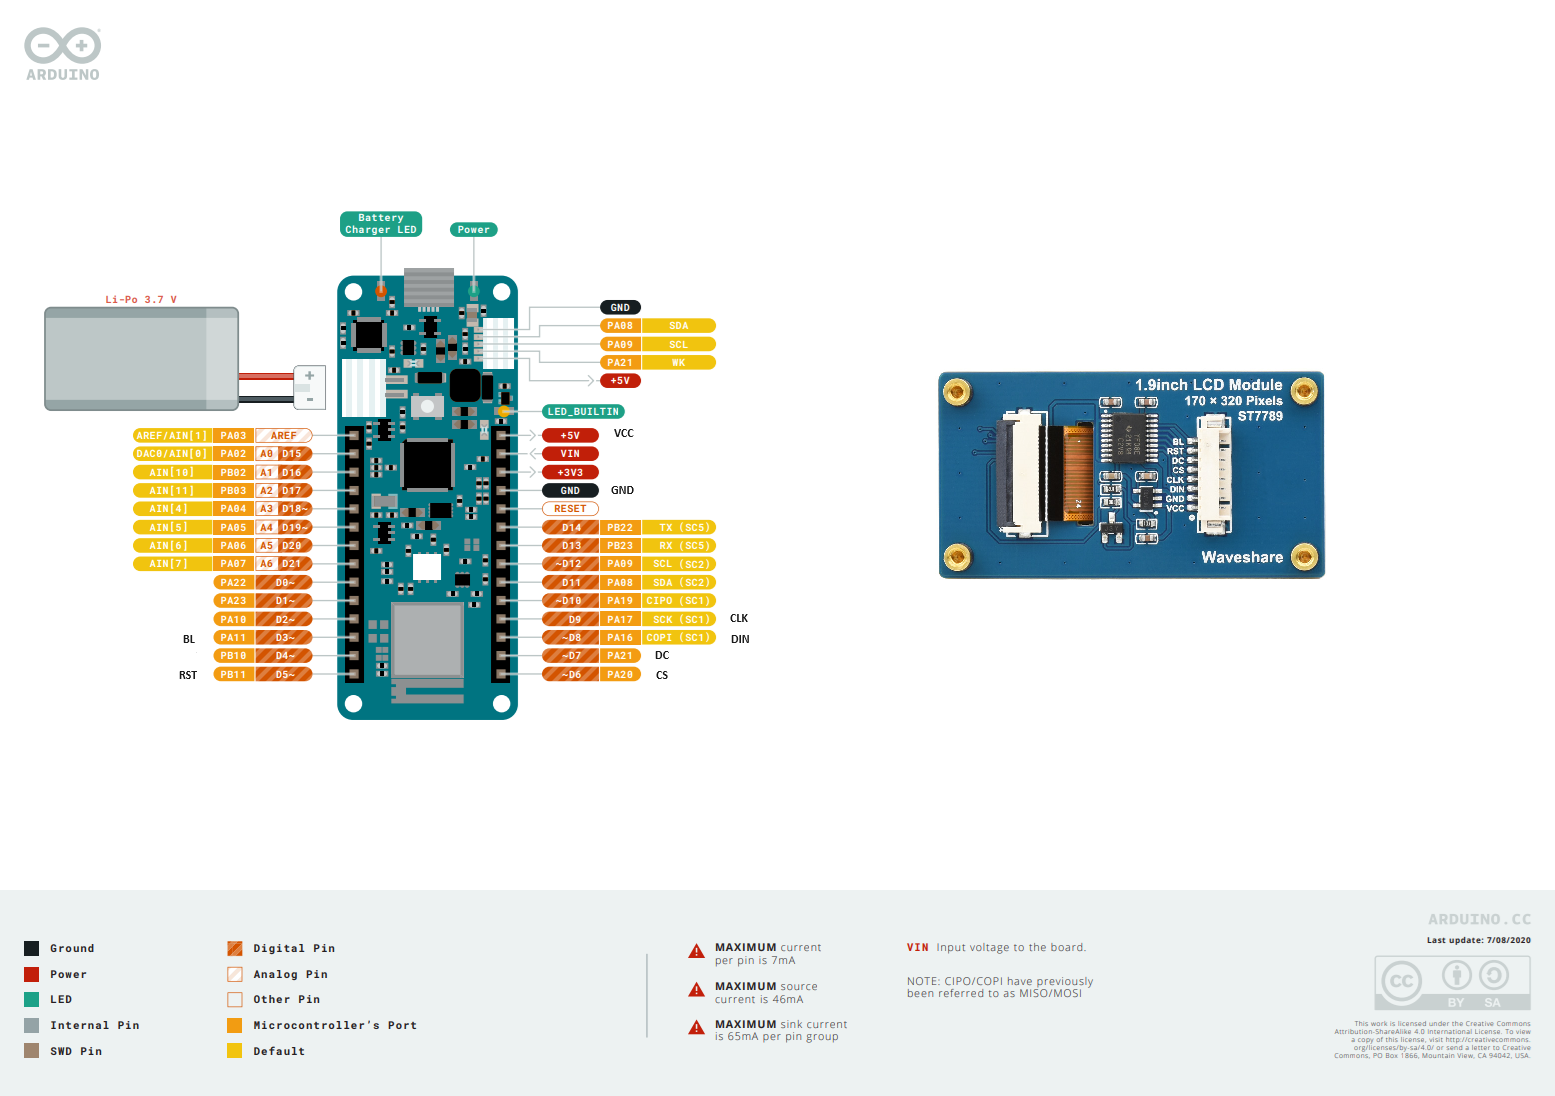 ARDUINO
Battery
Charger LED
Power
Li-Po 3.7 V
+
-
GND
PA08 SDA
PA09 SCL
PA21 WK
+5V
LED_BUILTIN
AREF/AIN[1] PA03 AREF
DAC0/AIN[0] PA02 A0 D15
AIN[10] PB02 A1 D16
AIN[11] PB03 A2 D17
AIN[4] PA04 A3 D18~
AIN[5] PA05 A4 D19~
AIN[6] PA06 A5 D20
AIN[7] PA07 A6 D21
PA22 D0~
PA23 D1~
PA10 D2~
BL PA11 D3~
PB10 D4~
RST PB11 D5~
+5V VCC
VIN
+3V3
GND GND
RESET
D14 PB22 TX (SC5)
D13 PB23 RX (SC5)
~D12 PA09 SCL (SC2)
D11 PA08 SDA (SC2)
~D10 PA19 CIPO (SC1)
D9 PA17 SCK (SC1) CLK
~D8 PA16 COPI (SC1) DIN
~D7 PA21 DC
~D6 PA20 CS
1.9inch LCD Module
170 × 320 Pixels
ST7789
BL
RST
DC
CS
CLK
DIN
GND
VCC
Waveshare
Ground
Power
LED
Internal Pin
SWD Pin
Digital Pin
Analog Pin
Other Pin
Microcontroller's Port
Default
MAXIMUM current
per pin is 7mA
MAXIMUM source
current is 46mA
MAXIMUM sink current
is 65mA per pin group
VIN Input voltage to the board.
NOTE: CIPO/COPI have previously
been referred to as MISO/MOSI
ARDUINO.CC
Last update: 7/08/2020
CC
BY SA
This work is licensed under the Creative Commons
Attribution-ShareAlike 4.0 International License. To view
a copy of this license, visit http://creativecommons.
org/licenses/by-sa/4.0/ or send a letter to Creative
Commons, PO Box 1866, Mountain View, CA 94042, USA.